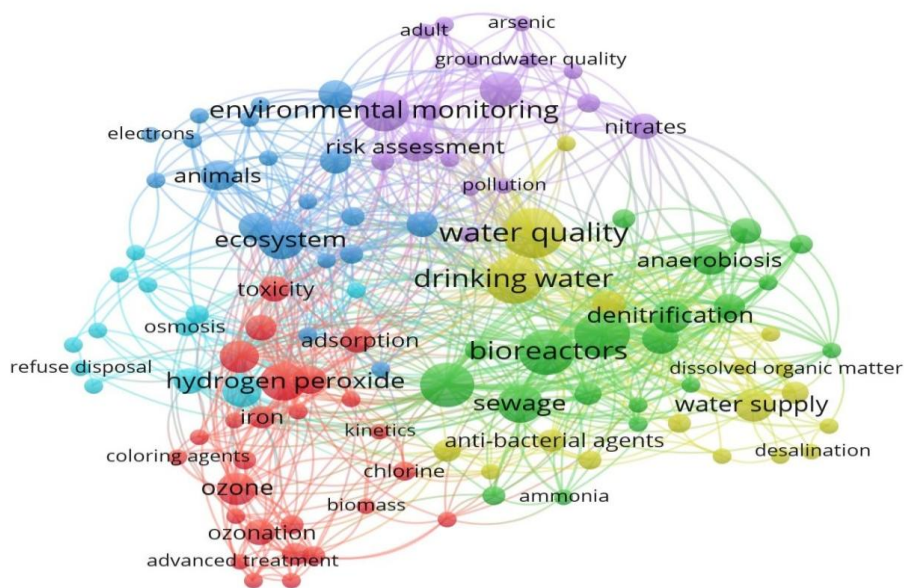 adult
arsenic
groundwater quality
environmental monitoring
electrons
nitrates
risk assessment
animals
pollution
water quality
ecosystem
anaerobiosis
drinking water
toxicity
denitrification
osmosis
adsorption
bioreactors
refuse disposal
dissolved organic matter
hydrogen peroxide
sewage
water supply
iron
kinetics
anti-bacterial agents
desalination
coloring agents
chlorine
ozone
ammonia
biomass
ozonation
advanced treatment